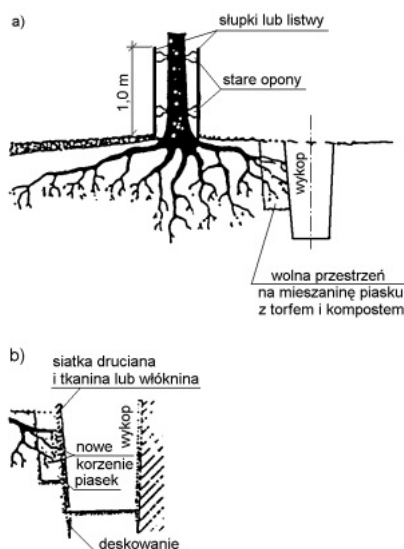 a)
słupki lub listwy
stare opony
1,0 m
wykop
wolna przestrzeń
na mieszaninę piasku
z torfem i kompostem
b)
siatka druciana
i tkanina lub włóknina
wykop
nowe
korzenie
piasek
deskowanie